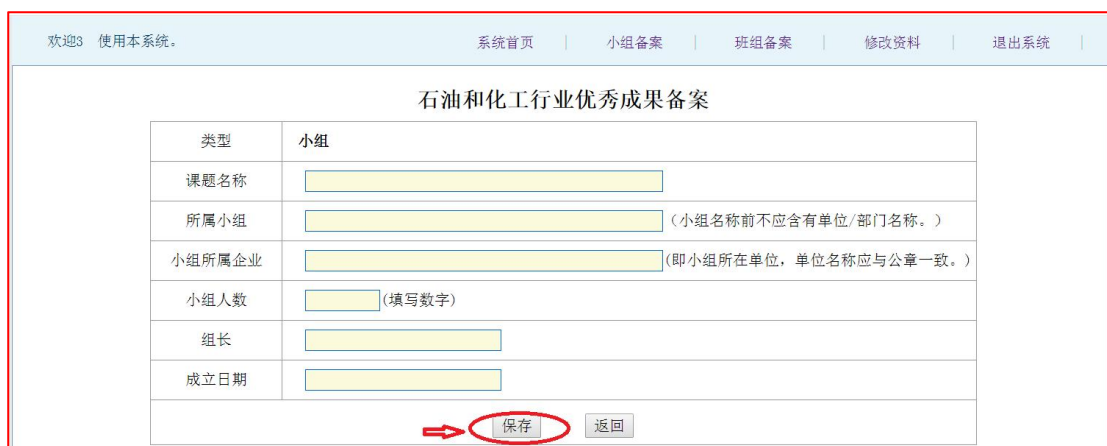 欢迎3 使用本系统。 系统首页 | 小组备案 | 班组备案 | 修改资料 | 退出系统 |
石油和化工行业优秀成果备案
类型 小组
课题名称
所属小组 （小组名称前不应含有单位/部门名称。）
小组所属企业 (即小组所在单位，单位名称应与公章一致。)
小组人数 (填写数字)
组长
成立日期
保存 返回